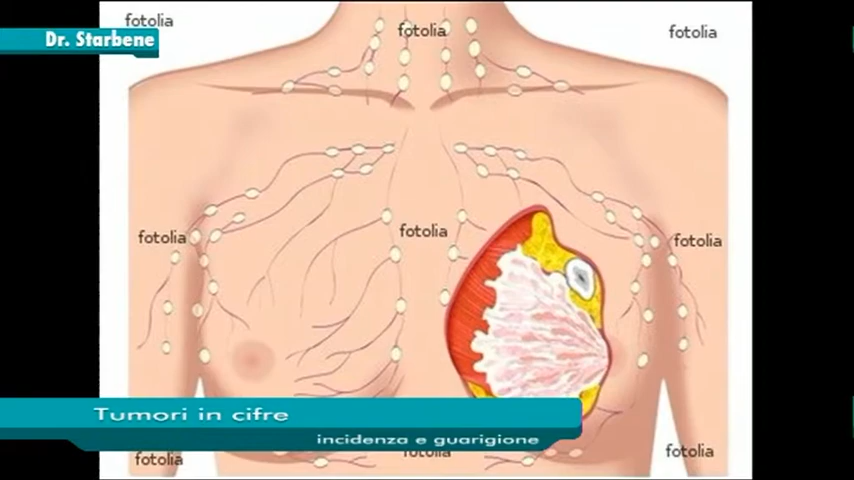 fotolia
fotolia
fotolia
Dr. Starbene
fotolia
fotolia
fotolia
Tumori in cifre
incidenza e guarigione
fotolia
fotolia
fotolia